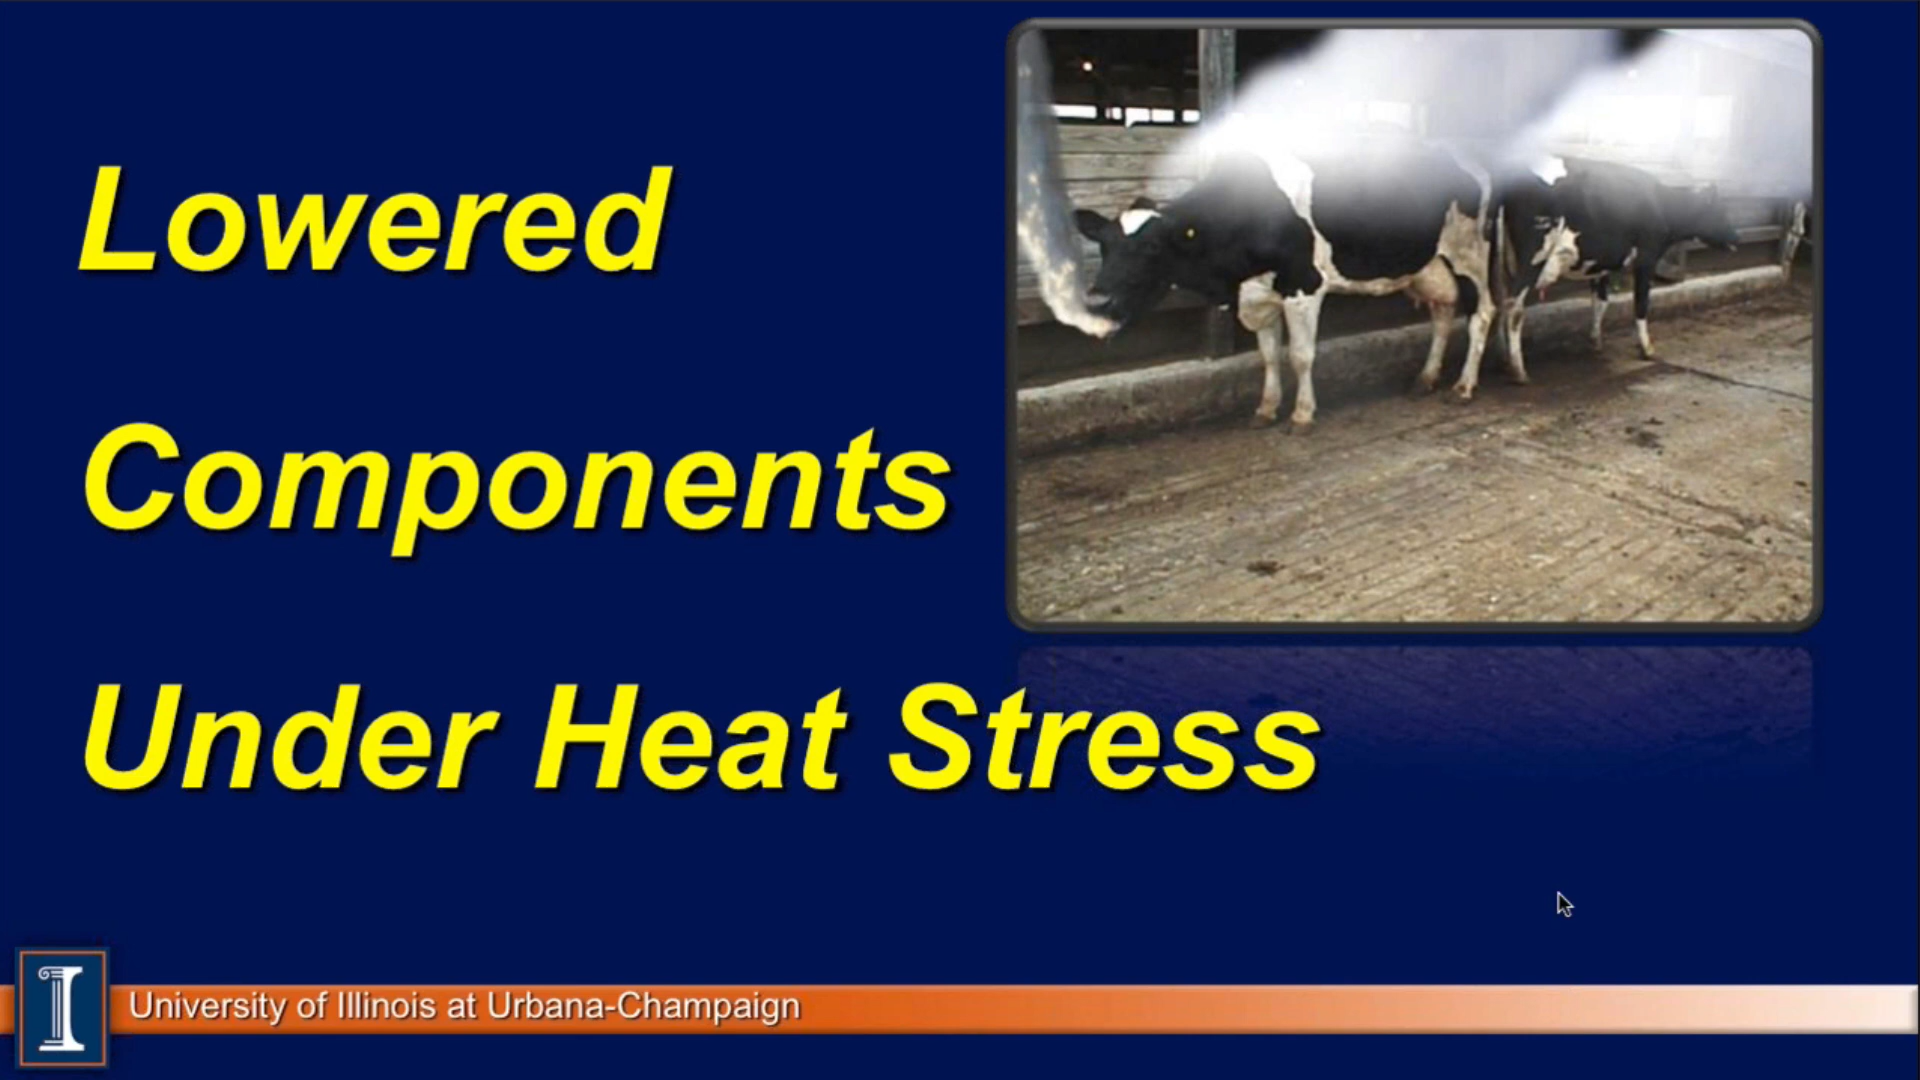 Lowered
Components
Under Heat Stress
University of Illinois at Urbana-Champaign